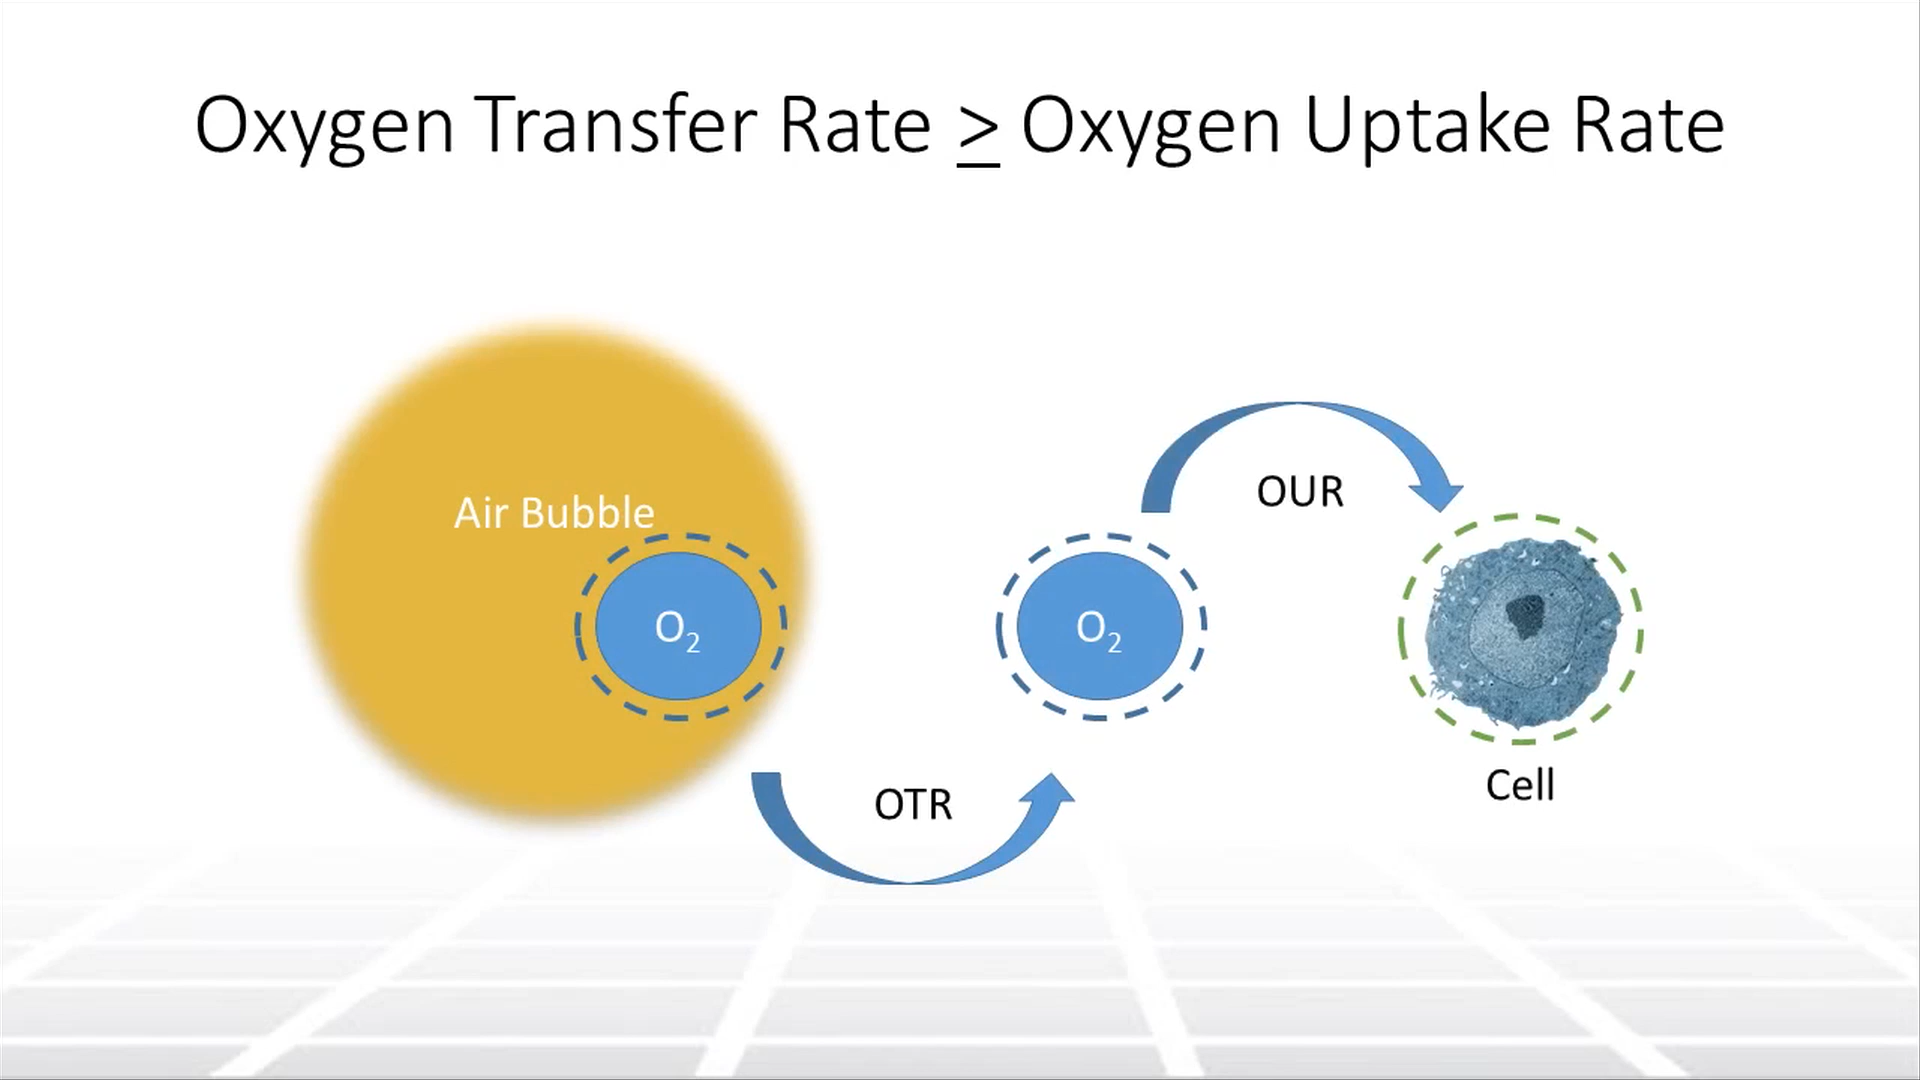 Oxygen Transfer Rate ≥ Oxygen Uptake Rate
Air Bubble
O₂
O₂
OUR
OTR
Cell